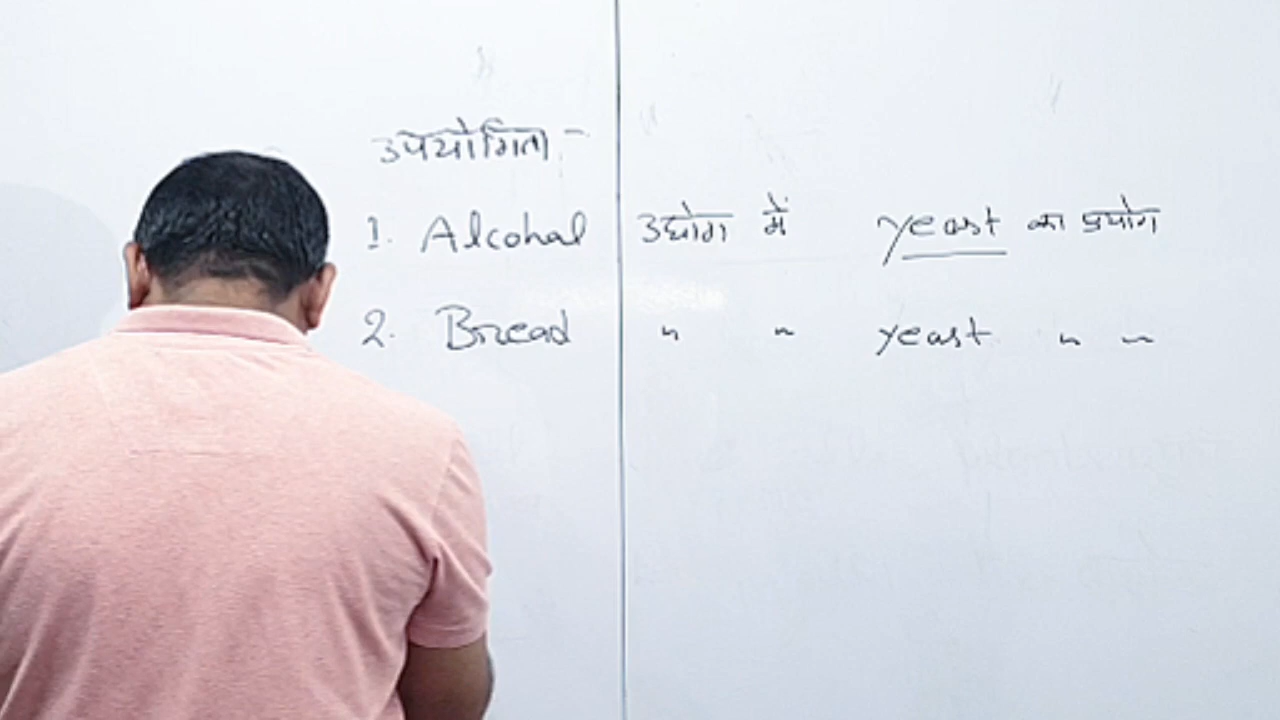 उपयोगिता -
1. Alcohal उद्योग में yeast का प्रयोग
2. Bread " " yeast " "